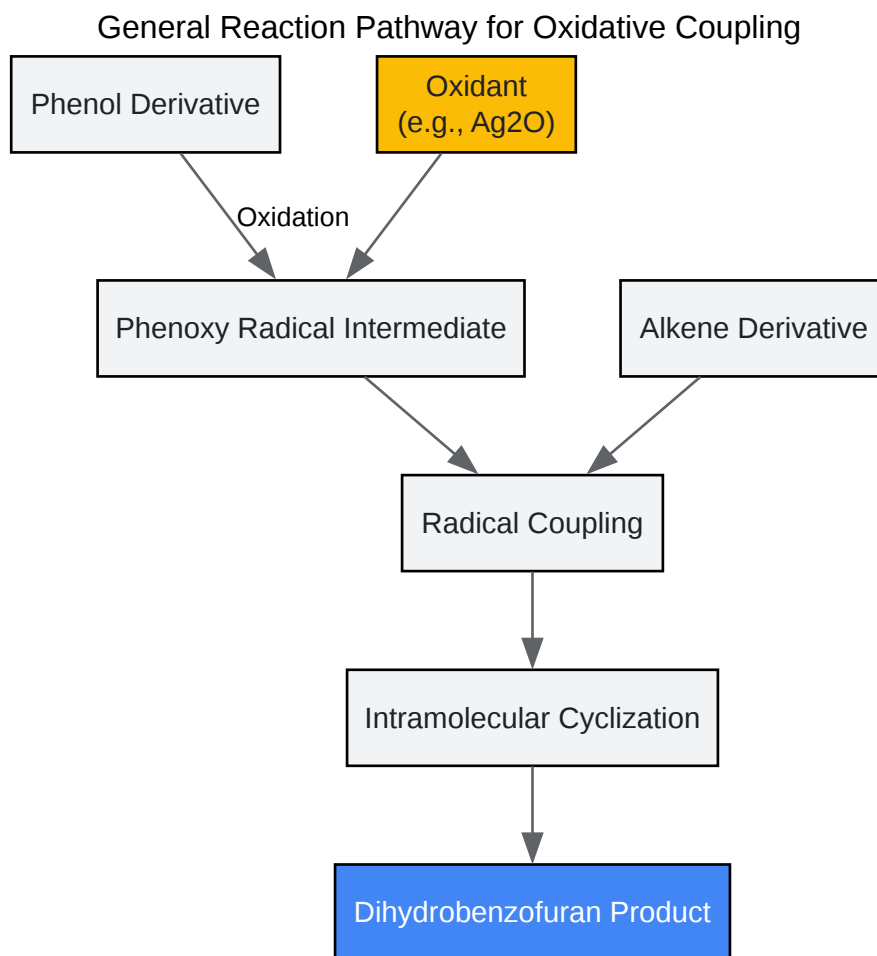 General Reaction Pathway for Oxidative Coupling
Phenol Derivative
Oxidant
(e.g., Ag2O)
Oxidation
Phenoxy Radical Intermediate
Alkene Derivative
Radical Coupling
Intramolecular Cyclization
Dihydrobenzofuran Product